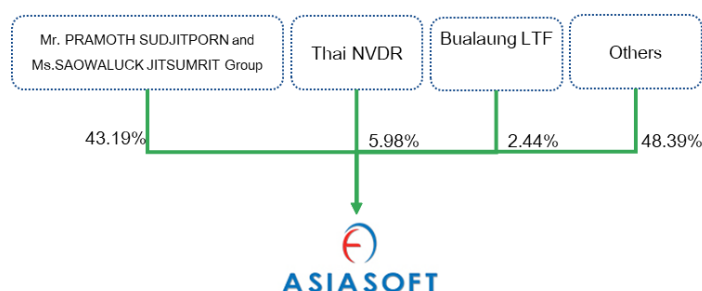 Mr. PRAMOTH SUDJITPORN and
Ms.SAOWALUCK JITSUMRIT Group
Thai NVDR
Bualaung LTF
Others
43.19%
5.98%
2.44%
48.39%
ASIASOFT